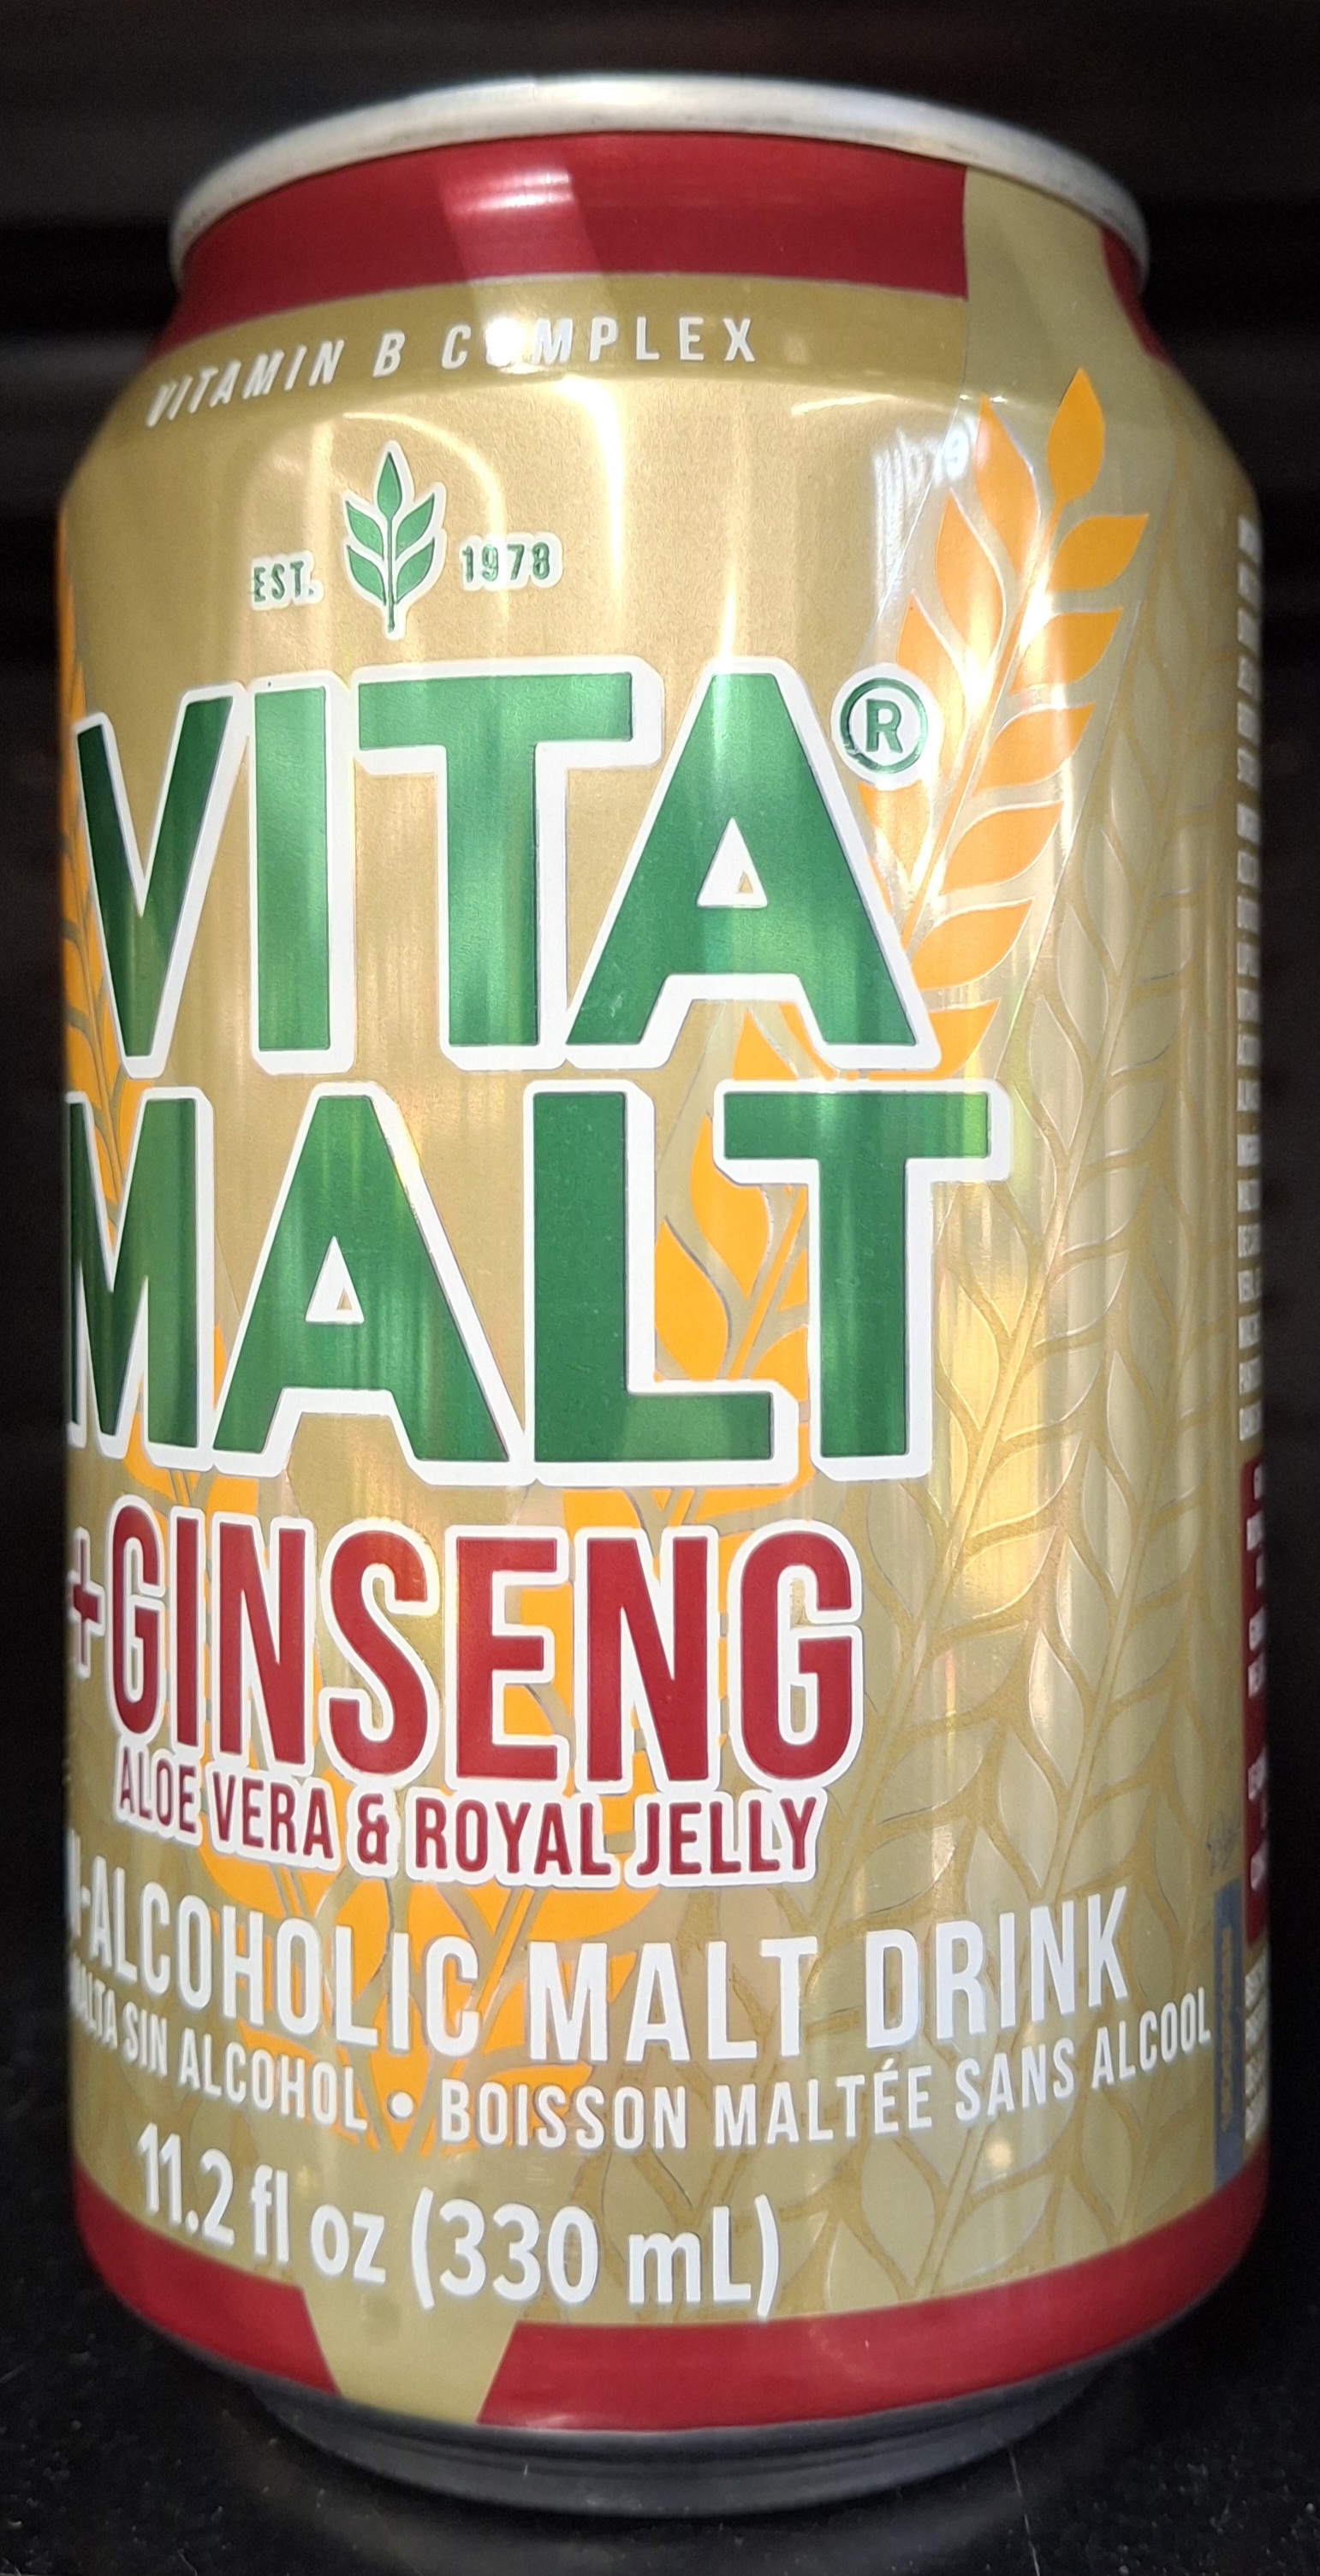 VITAMIN B COMPLEX
EST. 1978
VITA®
MALT
+GINSENG
ALOE VERA & ROYAL JELLY
N-ALCOHOLIC MALT DRINK
MALTA SIN ALCOHOL • BOISSON MALTÉE SANS ALCOOL
11.2 fl oz (330 mL)